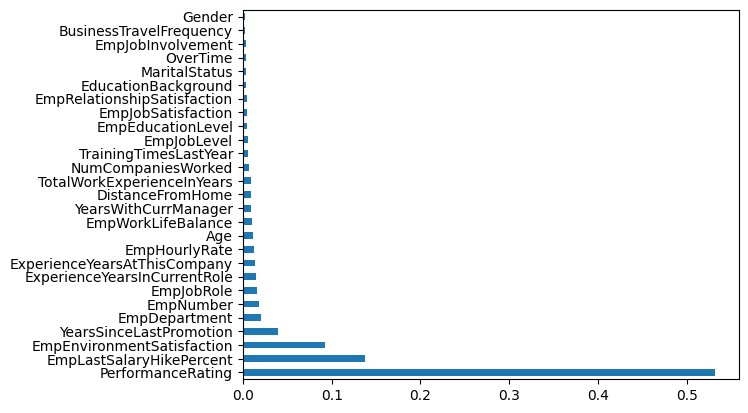 Gender
BusinessTravelFrequency
EmpJobInvolvement
OverTime
MaritalStatus
EducationBackground
EmpRelationshipSatisfaction
EmpJobSatisfaction
EmpEducationLevel
EmpJobLevel
TrainingTimesLastYear
NumCompaniesWorked
TotalWorkExperienceInYears
DistanceFromHome
YearsWithCurrManager
EmpWorkLifeBalance
Age
EmpHourlyRate
ExperienceYearsAtThisCompany
ExperienceYearsInCurrentRole
EmpJobRole
EmpNumber
EmpDepartment
YearsSinceLastPromotion
EmpEnvironmentSatisfaction
EmpLastSalaryHikePercent
PerformanceRating
0.0 0.1 0.2 0.3 0.4 0.5